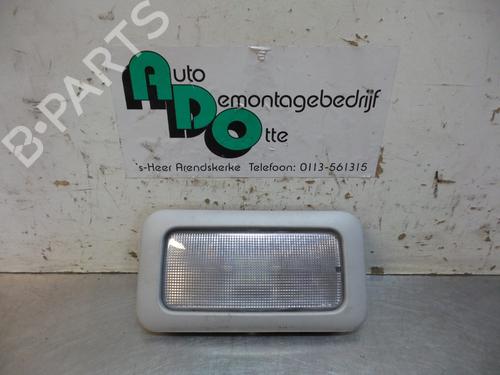 B-PARTS
Auto
Demontagebedrijf
Otte
's-Heer Arendskerke Telefoon: 0113-561315